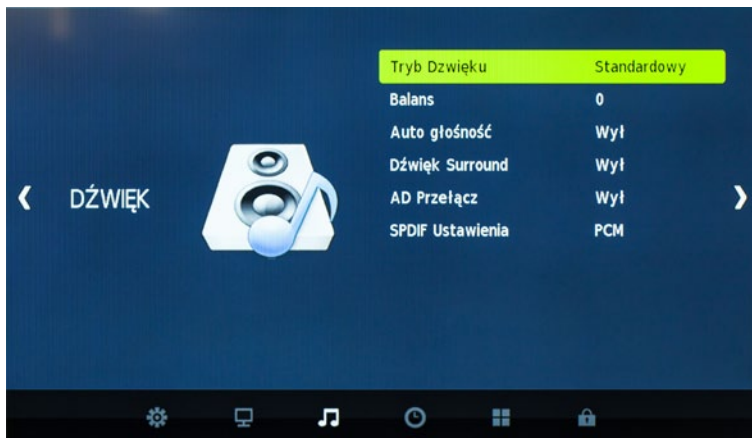 DŹWIĘK
Tryb Dzwięku Standardowy
Balans 0
Auto głośność Wył
Dźwięk Surround Wył
AD Przełącz Wył
SPDIF Ustawienia PCM